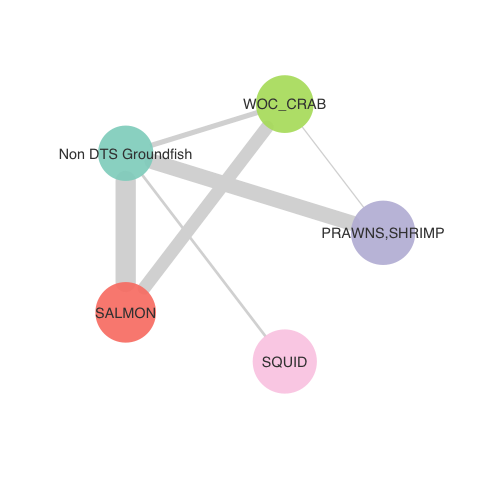 WOC_CRAB
Non DTS Groundfish
PRAWNS,SHRIMP
SALMON
SQUID